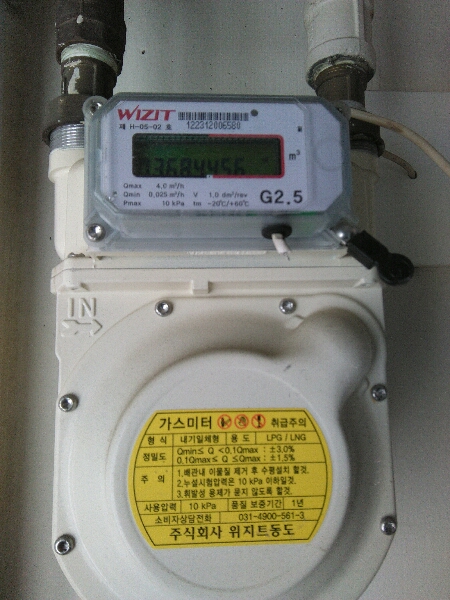 WIZIT
제 H-05-02 호
122312006580
m³
Qmax 4.0 m³/h
Qmin 0.025 m³/h V 1.0 dm³/rev
Pmax 10 kPa tm -20℃/+60℃
G2.5
IN
가스미터 취급주의
형 식 내기일체형 용 도 LPG / LNG
정밀도 Qmin≤ Q <0.1Qmax : ±3.0%
0.1Qmax≤ Q ≤Qmax : ±1.5%
주 의 1.배관내 이물질 제거 후 수평설치 할것.
2.누설시험압력은 10 kPa 이하일것.
3.휘발성 용제가 묻지 않도록 할것.
사용압력 10 kPa 품질 보증기간 1년
소비자상담전화 031-4900-561-3
주식회사 위지트동도